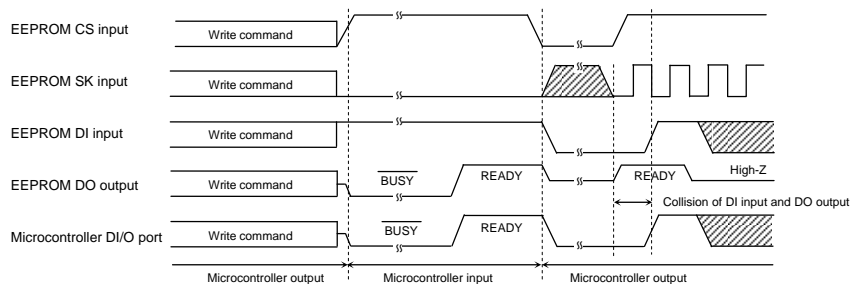 EEPROM CS input
Write command
EEPROM SK input
Write command
EEPROM DI input
Write command
EEPROM DO output
Write command
BUSY
READY
READY
High-Z
Collision of DI input and DO output
Microcontroller DI/O port
Write command
BUSY
READY
Microcontroller output
Microcontroller input
Microcontroller output